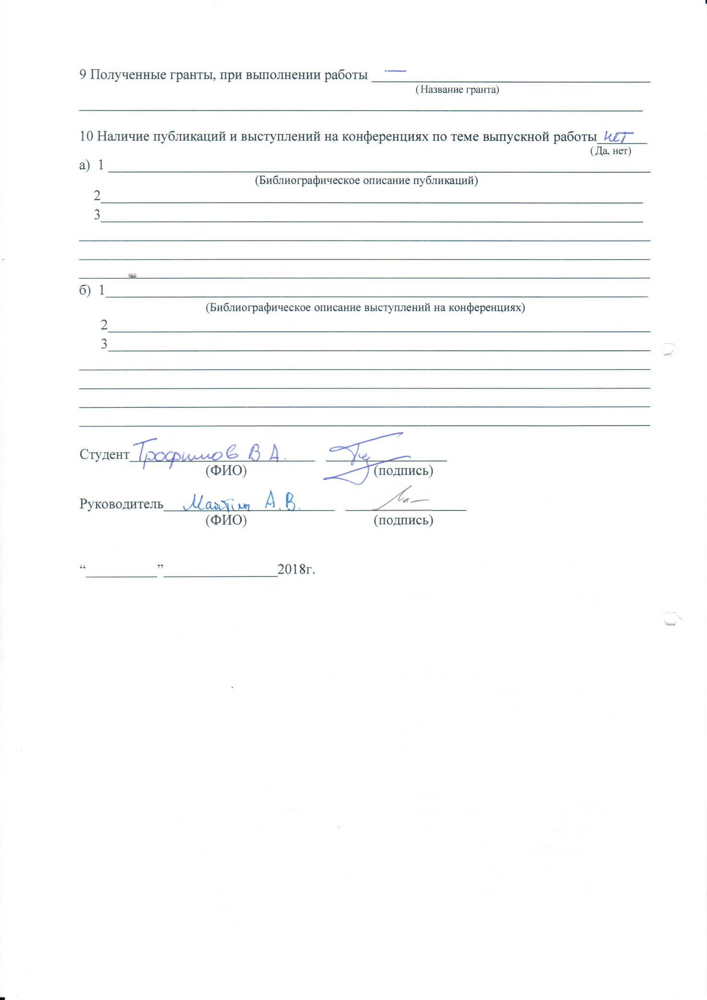 9 Полученные гранты, при выполнении работы —
(Название гранта)
10 Наличие публикаций и выступлений на конференциях по теме выпускной работы нет
(Да, нет)
а) 1
(Библиографическое описание публикаций)
2
3
б) 1
(Библиографическое описание выступлений на конференциях)
2
3
Студент Трофимов В.А.
(ФИО) (подпись)
Руководитель А.В.
(ФИО) (подпись)
“ ” 2018г.